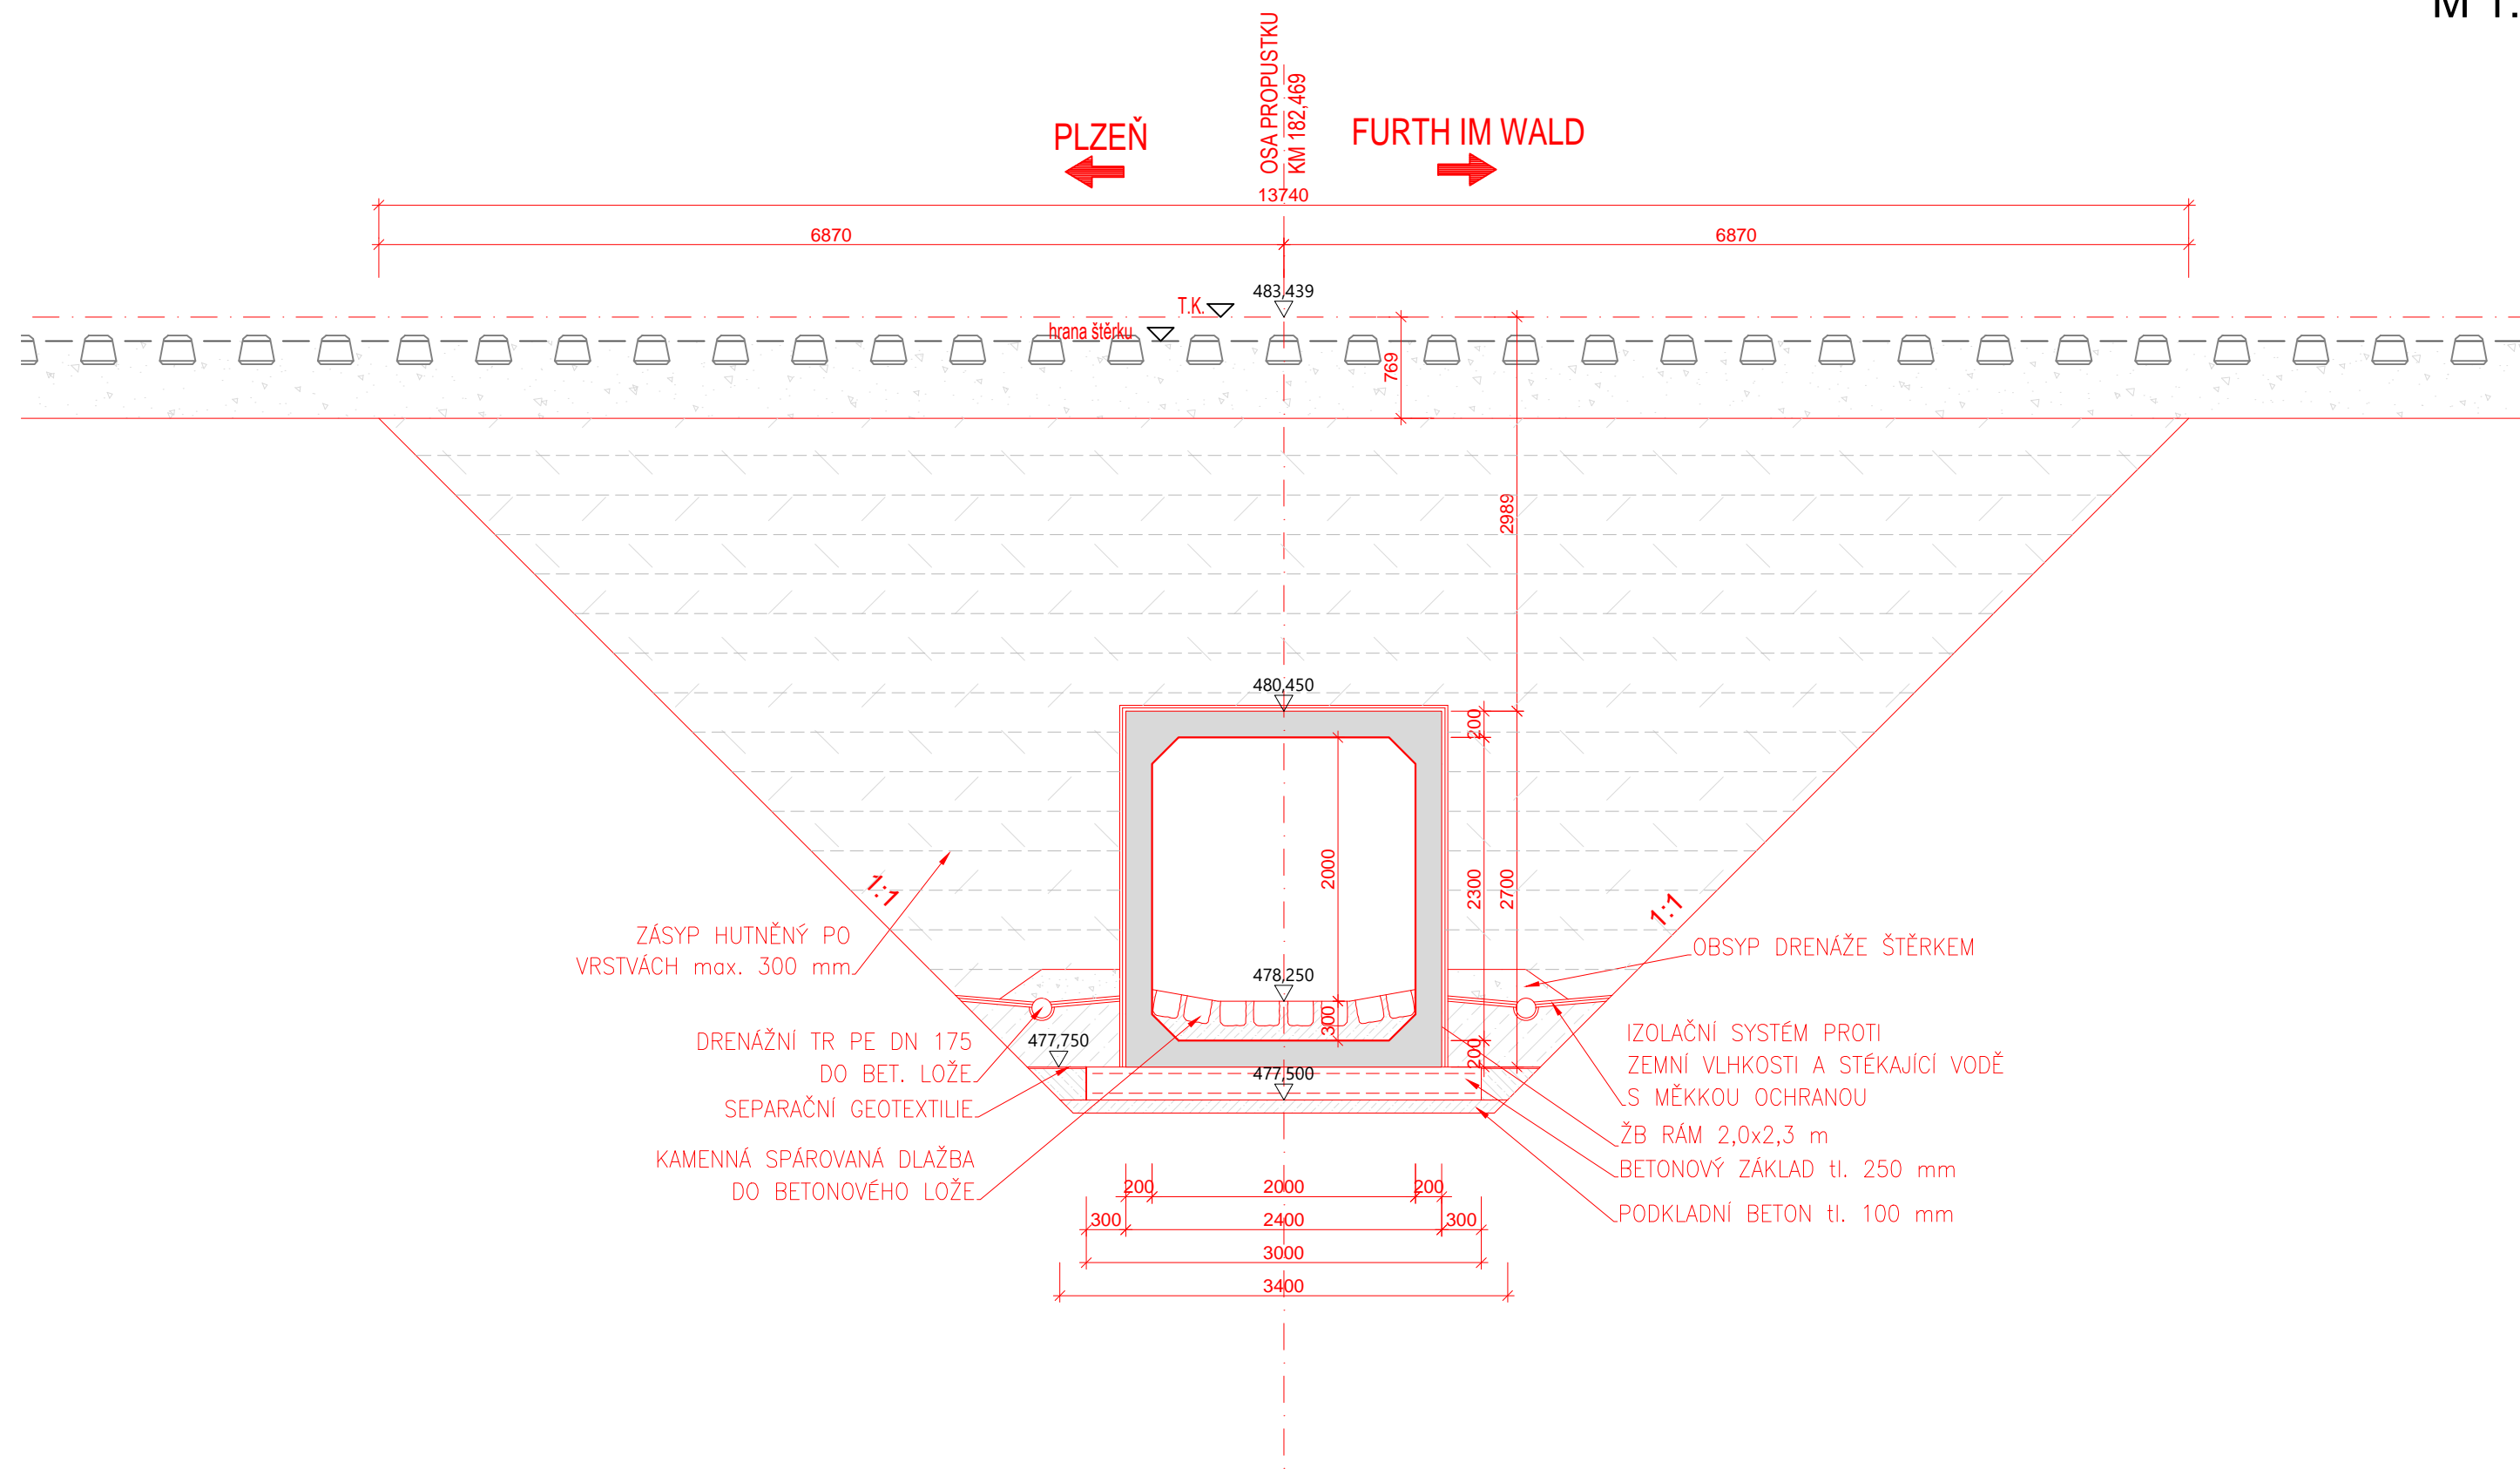 M 1:
OSA PROPUSTKU
KM 182,469
PLZEŇ
FURTH IM WALD
13740
6870
6870
483,439
T.K.
hrana štěrku
769
2989
480,450
200
2000
2300
2700
1:1
1:1
ZÁSYP HUTNĚNÝ PO
VRSTVÁCH max. 300 mm
OBSYP DRENÁŽE ŠTĚRKEM
478,250
300
DRENÁŽNÍ TR PE DN 175
DO BET. LOŽE
477,750
200
477,500
IZOLAČNÍ SYSTÉM PROTI
ZEMNÍ VLHKOSTI A STÉKAJÍCÍ VODĚ
S MĚKKOU OCHRANOU
SEPARAČNÍ GEOTEXTILIE
ŽB RÁM 2,0x2,3 m
KAMENNÁ SPÁROVANÁ DLAŽBA
DO BETONOVÉHO LOŽE
BETONOVÝ ZÁKLAD tl. 250 mm
PODKLADNÍ BETON tl. 100 mm
200
2000
200
300
2400
300
3000
3400